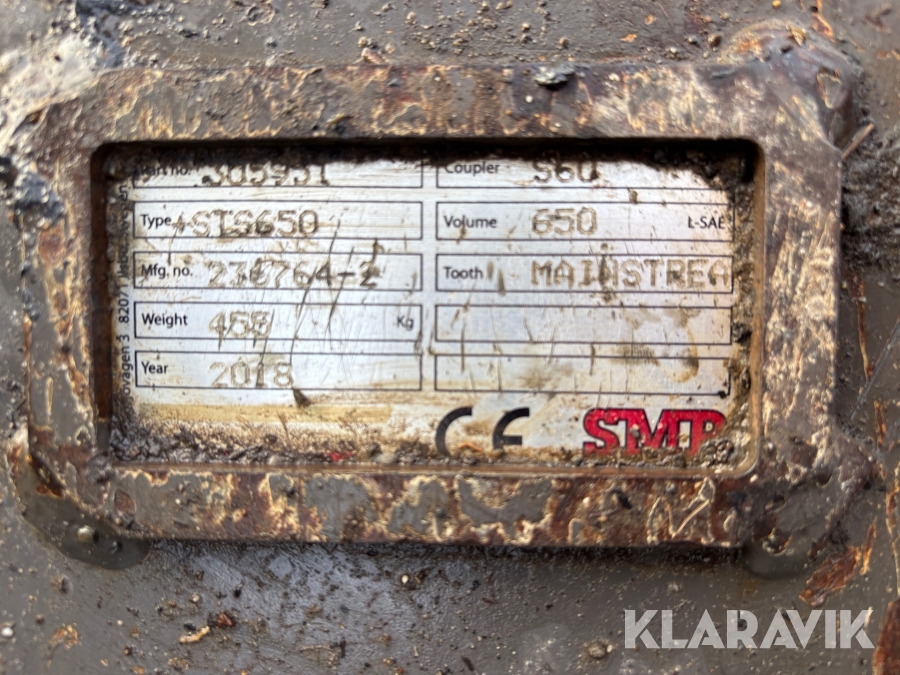 Part no. 305931 Coupler S60
Type STS650 Volume 650 L-SAE
Mfg. no. 230764-2 Tooth MAINSTREA
Weight 458 Kg
Year 2018
CE SMP
KLARAVIK